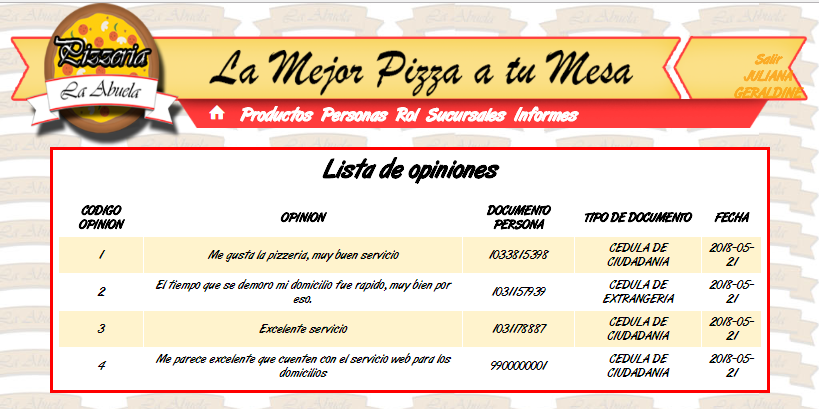 Pizzeria
La Abuela
La Mejor Pizza a tu Mesa
Salir
JULIANA
GERALDINE
Productos Personas Rol Sucursales Informes
Lista de opiniones
CODIGO OPINION
OPINION
DOCUMENTO PERSONA
TIPO DE DOCUMENTO
FECHA
1
Me gusta la pizzeria, muy buen servicio
1033815398
CEDULA DE CIUDADANIA
2018-05-21
2
El tiempo que se demoro mi domicilio fue rapido, muy bien por eso.
1031157939
CEDULA DE EXTRANGERIA
2018-05-21
3
Excelente servicio
1031178887
CEDULA DE CIUDADANIA
2018-05-21
4
Me parece excelente que cuenten con el servicio web para los domicilios
990000001
CEDULA DE CIUDADANIA
2018-05-21